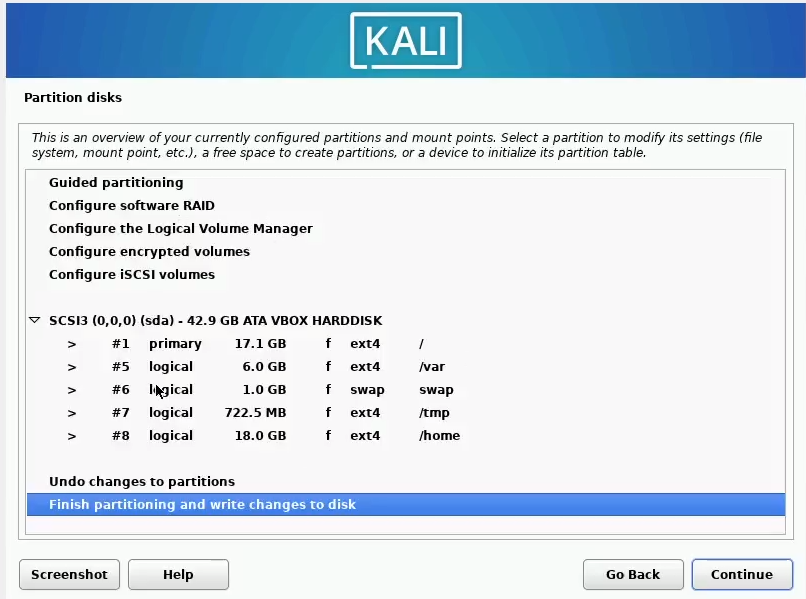 KALI
Partition disks
This is an overview of your currently configured partitions and mount points. Select a partition to modify its settings (file
system, mount point, etc.), a free space to create partitions, or a device to initialize its partition table.
Guided partitioning
Configure software RAID
Configure the Logical Volume Manager
Configure encrypted volumes
Configure iSCSI volumes
SCSI3 (0,0,0) (sda) - 42.9 GB ATA VBOX HARDDISK
> #1 primary 17.1 GB f ext4 /
> #5 logical 6.0 GB f ext4 /var
> #6 logical 1.0 GB f swap swap
> #7 logical 722.5 MB f ext4 /tmp
> #8 logical 18.0 GB f ext4 /home
Undo changes to partitions
Finish partitioning and write changes to disk
Screenshot Help Go Back Continue